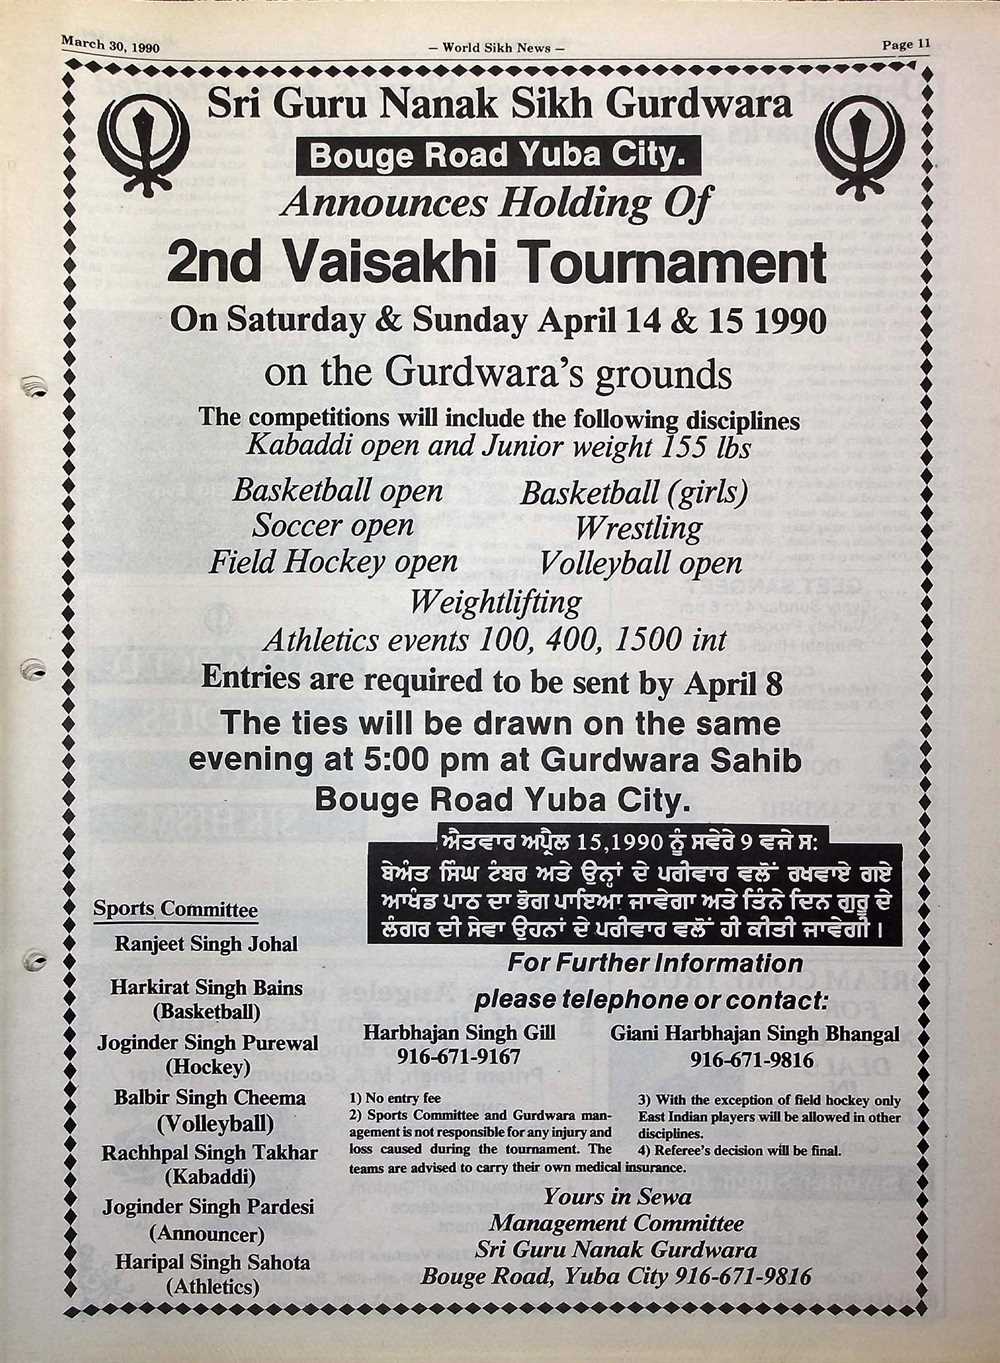 March 30, 1990
– World Sikh News –
Page 11
Sri Guru Nanak Sikh Gurdwara
Bouge Road Yuba City.
Announces Holding Of
2nd Vaisakhi Tournament
On Saturday & Sunday April 14 & 15 1990
on the Gurdwara's grounds
The competitions will include the following disciplines
Kabaddi open and Junior weight 155 lbs
Basketball open Basketball (girls)
Soccer open Wrestling
Field Hockey open Volleyball open
Weightlifting
Athletics events 100, 400, 1500 int
Entries are required to be sent by April 8
The ties will be drawn on the same
evening at 5:00 pm at Gurdwara Sahib
Bouge Road Yuba City.
ਐਤਵਾਰ ਅਪ੍ਰੈਲ 15,1990 ਨੂੰ ਸਵੇਰੇ 9 ਵਜੇ ਸ:
ਬੇਅੰਤ ਸਿੰਘ ਟੰਬਰ ਅਤੇ ਉਨ੍ਹਾਂ ਦੇ ਪਰੀਵਾਰ ਵਲੋਂ ਰਖਵਾਏ ਗਏ
ਆਖੰਡ ਪਾਠ ਦਾ ਭੋਗ ਪਾਇਆ ਜਾਵੇਗਾ ਅਤੇ ਤਿੰਨੇ ਦਿਨ ਗੁਰੂ ਦੇ
ਲੰਗਰ ਦੀ ਸੇਵਾ ਉਹਨਾਂ ਦੇ ਪਰੀਵਾਰ ਵਲੋਂ ਹੀ ਕੀਤੀ ਜਾਵੇਗੀ।
Sports Committee
Ranjeet Singh Johal
Harkirat Singh Bains
(Basketball)
Joginder Singh Purewal
(Hockey)
Balbir Singh Cheema
(Volleyball)
Rachhpal Singh Takhar
(Kabaddi)
Joginder Singh Pardesi
(Announcer)
Haripal Singh Sahota
(Athletics)
For Further Information
please telephone or contact:
Harbhajan Singh Gill
916-671-9167
Giani Harbhajan Singh Bhangal
916-671-9816
1) No entry fee
2) Sports Committee and Gurdwara man-
agement is not responsible for any injury and
loss caused during the tournament. The
teams are advised to carry their own medical insurance.
3) With the exception of field hockey only
East Indian players will be allowed in other
disciplines.
4) Referee's decision will be final.
Yours in Sewa
Management Committee
Sri Guru Nanak Gurdwara
Bouge Road, Yuba City 916-671-9816